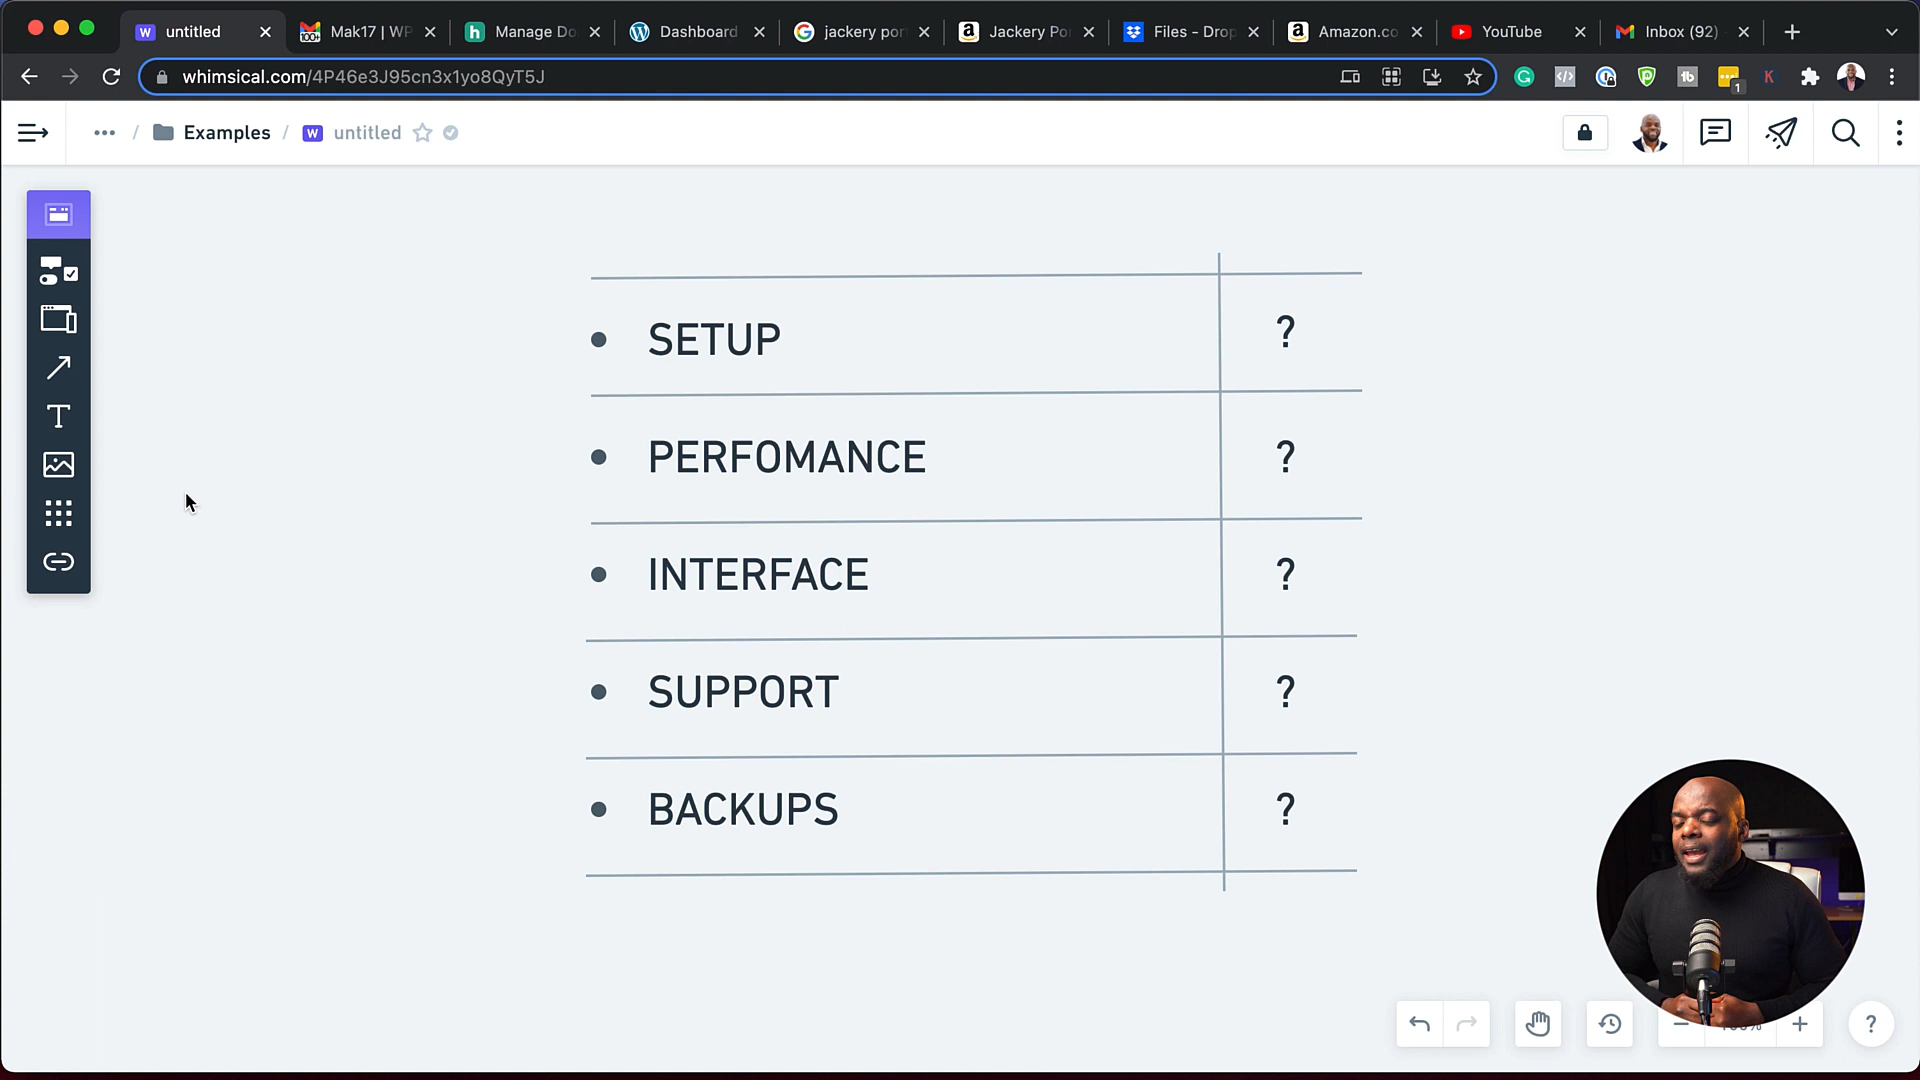 untitled
Mak17 | WP
Manage Do
Dashboard
jackery por
Jackery Po
Files - Drop
Amazon.co
YouTube
Inbox (92)
whimsical.com/4P46e3J95cn3x1yo8QyT5J
1
Examples / untitled
• SETUP ?
• PERFOMANCE ?
• INTERFACE ?
• SUPPORT ?
• BACKUPS ?
?